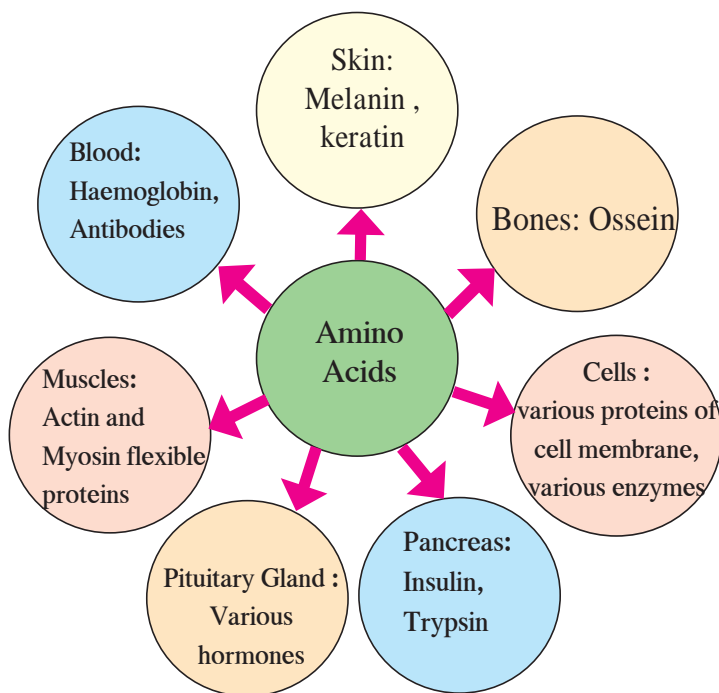 Skin:
Melanin ,
keratin
Blood:
Haemoglobin,
Antibodies
Bones: Ossein
Amino
Acids
Muscles:
Actin and
Myosin flexible
proteins
Cells :
various proteins of
cell membrane,
various enzymes
Pituitary Gland :
Various
hormones
Pancreas:
Insulin,
Trypsin